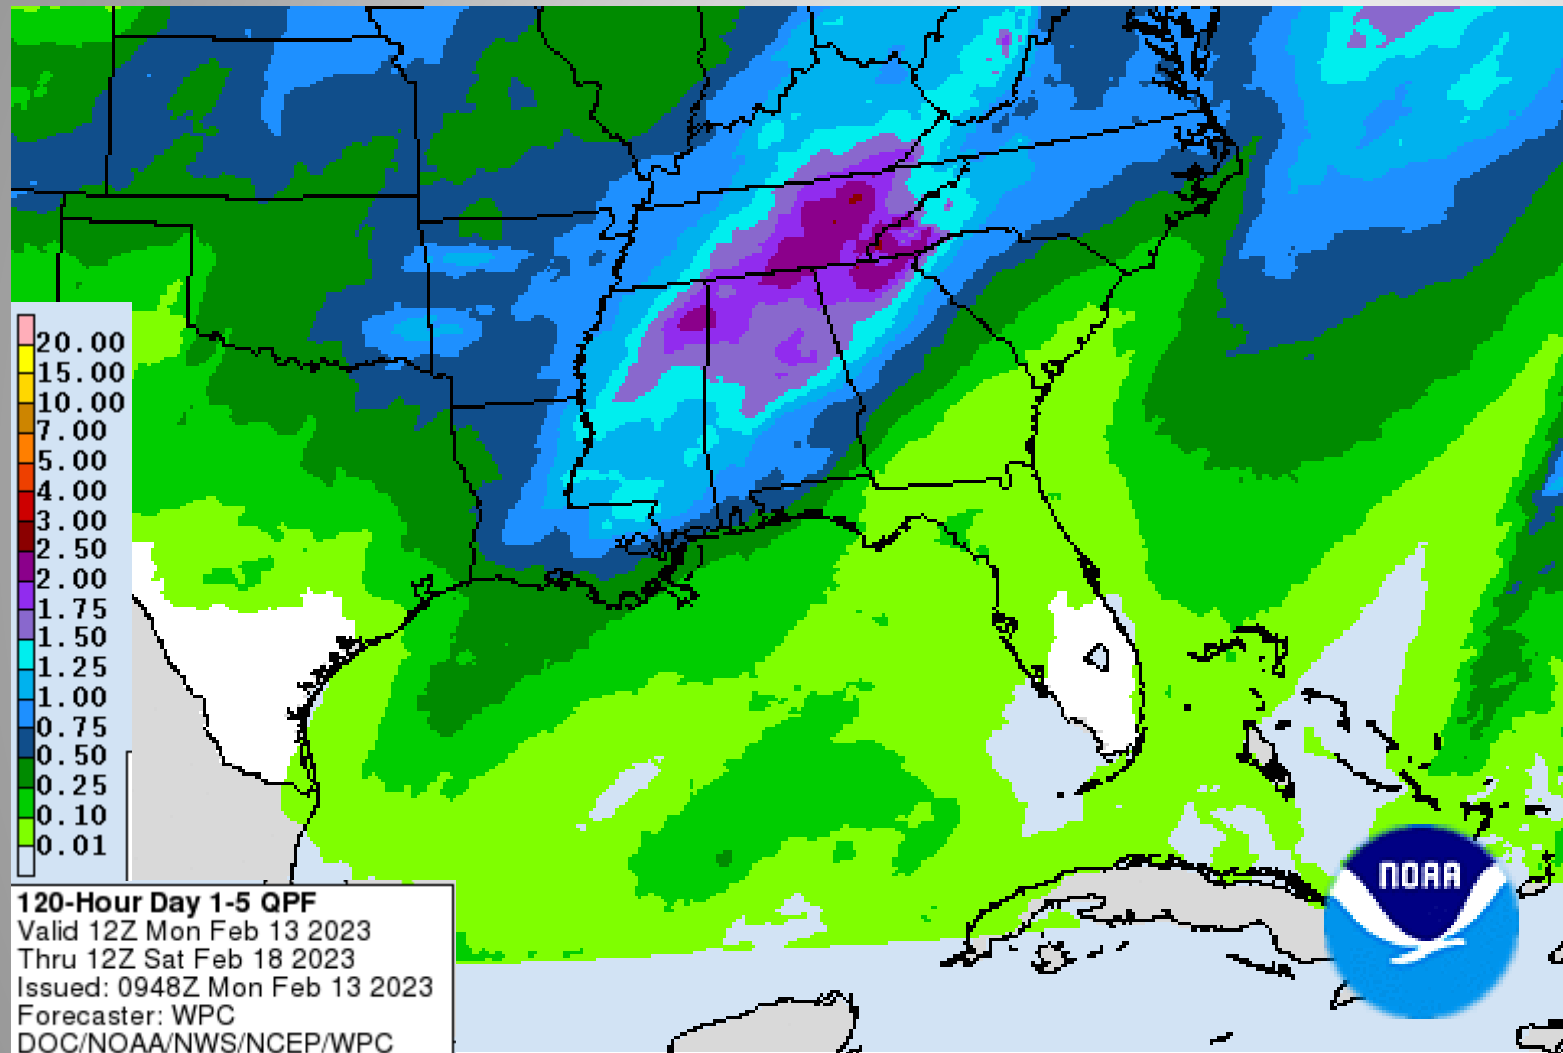 20.00
15.00
10.00
7.00
5.00
4.00
3.00
2.50
2.00
1.75
1.50
1.25
1.00
0.75
0.50
0.25
0.10
0.01
120-Hour Day 1-5 QPF
Valid 12Z Mon Feb 13 2023
Thru 12Z Sat Feb 18 2023
Issued: 0948Z Mon Feb 13 2023
Forecaster: WPC
DOC/NOAA/NWS/NCEP/WPC
NOAA